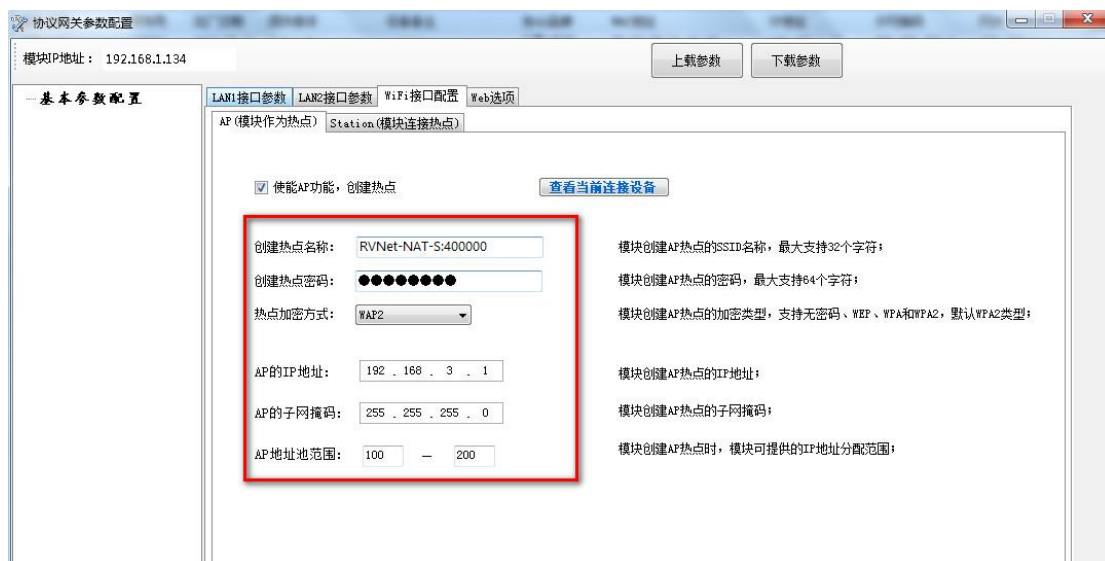 协议网关参数配置
模块IP地址： 192.168.1.134
上载参数
下载参数
基本参数配置
LAN1接口参数 LAN2接口参数 WiFi接口配置 Web选项
AP(模块作为热点) Station(模块连接热点)
使能AP功能，创建热点 查看当前连接设备
创建热点名称： RVNet-NAT-S:400000 模块创建AP热点的SSID名称，最大支持32个字符；
创建热点密码： ●●●●●●●● 模块创建AP热点的密码，最大支持64个字符；
热点加密方式： WAP2 模块创建AP热点的加密类型，支持无密码、WEP、WPA和WPA2，默认WPA2类型；
AP的IP地址： 192 . 168 . 3 . 1 模块创建AP热点的IP地址；
AP的子网掩码： 255 . 255 . 255 . 0 模块创建AP热点的子网掩码；
AP地址池范围： 100 — 200 模块创建AP热点时，模块可提供的IP地址分配范围；